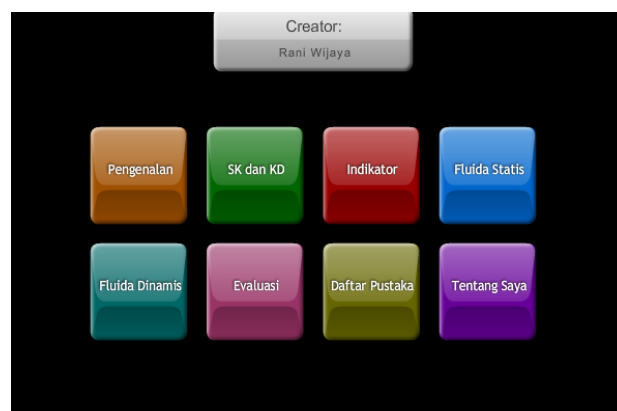 Creator:
Rani Wijaya
Pengenalan
SK dan KD
Indikator
Fluida Statis
Fluida Dinamis
Evaluasi
Daftar Pustaka
Tentang Saya